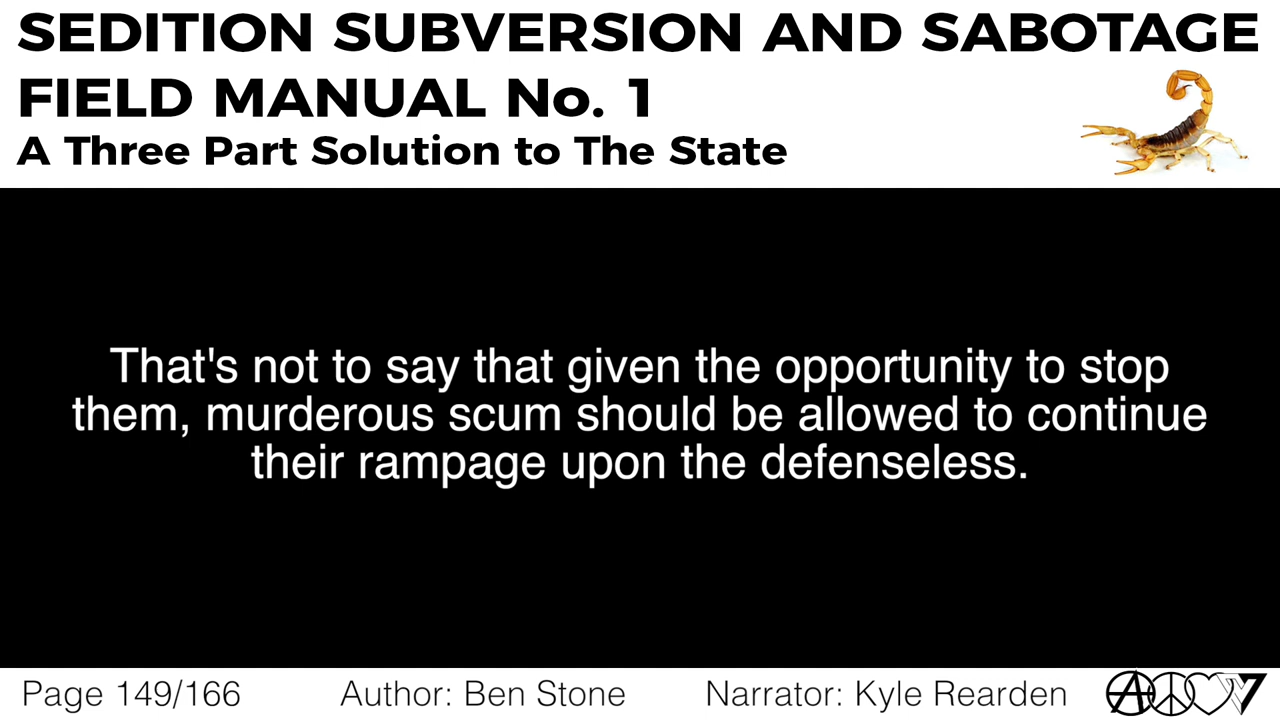 SEDITION SUBVERSION AND SABOTAGE
FIELD MANUAL No. 1
A Three Part Solution to The State
That's not to say that given the opportunity to stop
them, murderous scum should be allowed to continue
their rampage upon the defenseless.
Page 149/166 Author: Ben Stone Narrator: Kyle Rearden